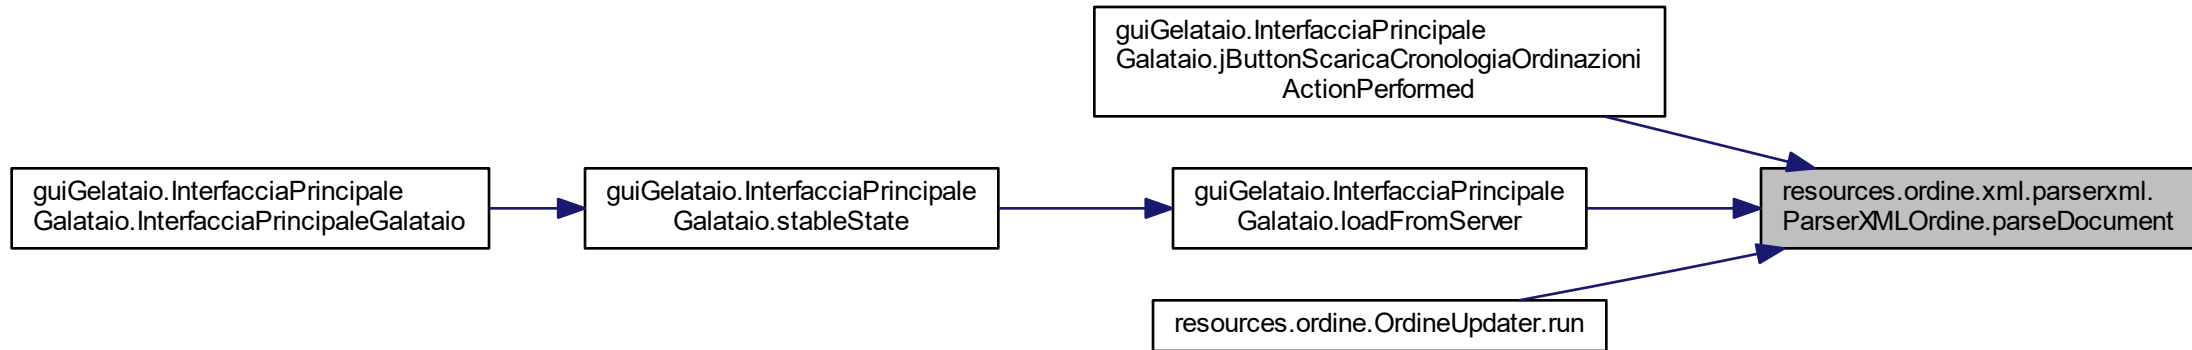 guiGelataio.InterfacciaPrincipale
Galataio.jButtonScaricaCronologiaOrdinazioni
ActionPerformed
guiGelataio.InterfacciaPrincipale
Galataio.InterfacciaPrincipaleGalataio
guiGelataio.InterfacciaPrincipale
Galataio.stableState
guiGelataio.InterfacciaPrincipale
Galataio.loadFromServer
resources.ordine.xml.parserxml.
ParserXMLOrdine.parseDocument
resources.ordine.OrdineUpdater.run